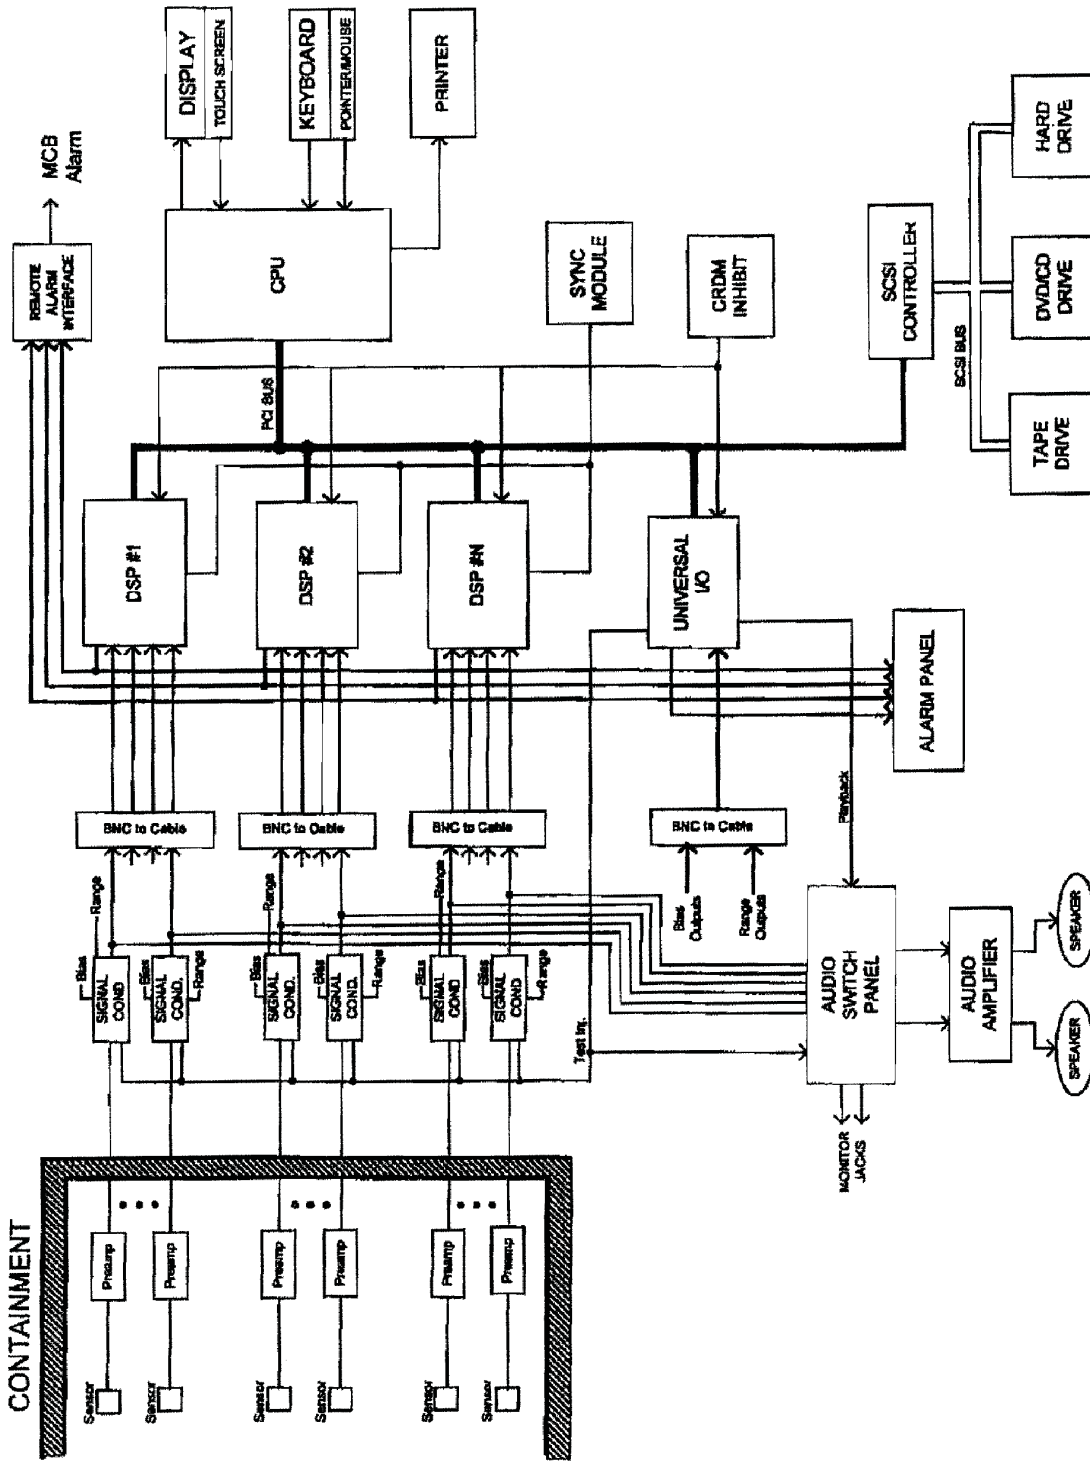 CONTAINMENT
Sensor
Preamp
Sensor
Preamp
Sensor
Preamp
Sensor
Preamp
Sensor
Preamp
Sensor
Preamp
SIGNAL
COND
Bias
Range
SIGNAL
COND.
Bias
Range
SIGNAL
COND.
Bias
Range
SIGNAL
COND.
Bias
Range
SIGNAL
COND
Bias
Range
SIGNAL
COND
Bias
Range
Test Inj.
BNC to Cable
BNC to Cable
BNC to Cable
BNC to Cable
Bias
Outputs
Range
Outputs
DSP #1
DSP #2
DSP #N
UNIVERSAL
I/O
PCI BUS
REMOTE
ALARM
INTERFACE
MCB
Alarm
CPU
DISPLAY
TOUCH SCREEN
KEYBOARD
POINTER/MOUSE
PRINTER
SYNC
MODULE
CRDM
INHIBIT
SCSI
CONTROLLER
SCSI BUS
TAPE
DRIVE
DVD/CD
DRIVE
HARD
DRIVE
ALARM PANEL
Playback
AUDIO
SWITCH
PANEL
MONITOR
JACKS
AUDIO
AMPLIFIER
SPEAKER
SPEAKER